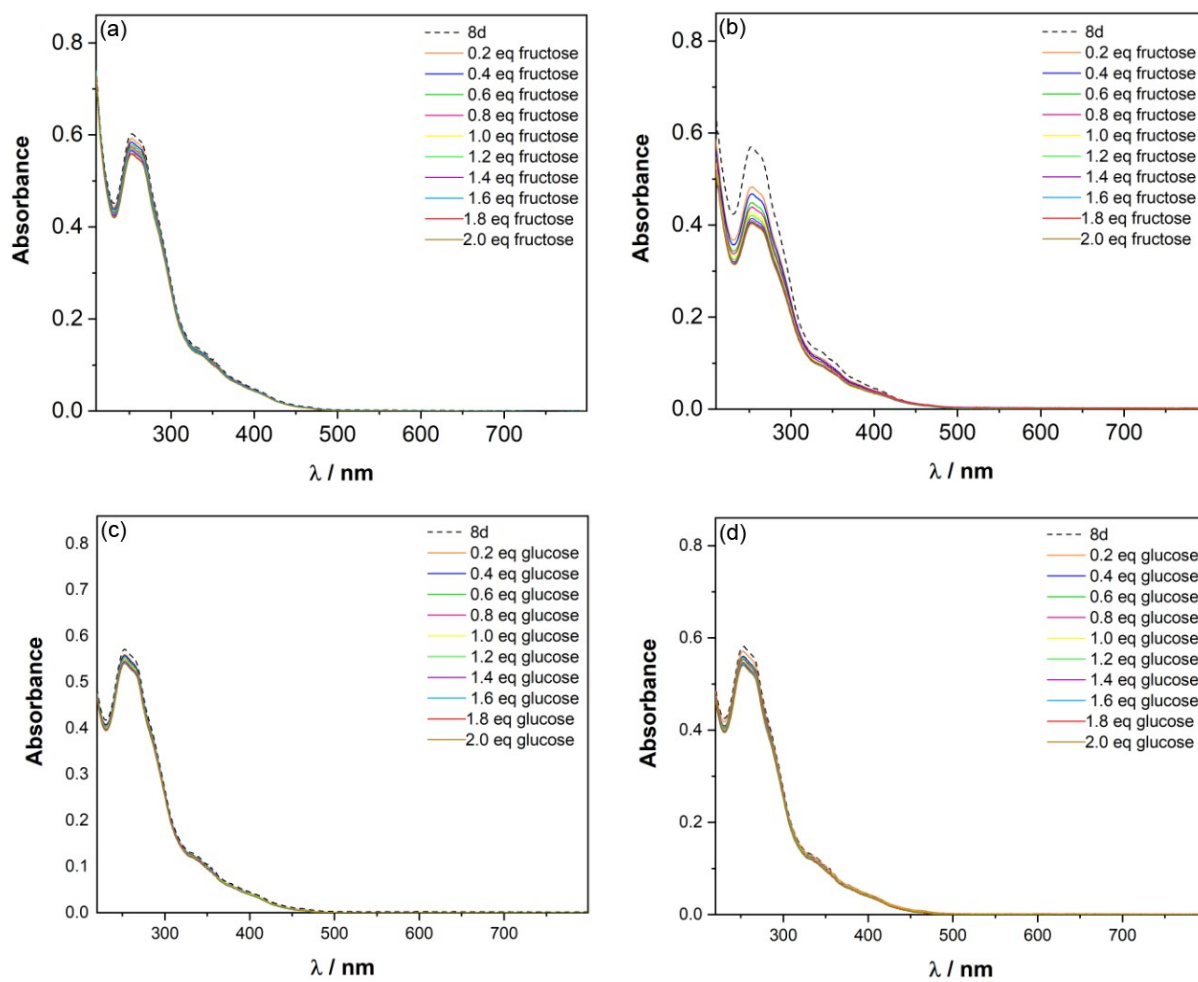 (a)
8d
0.2 eq fructose
0.4 eq fructose
0.6 eq fructose
0.8 eq fructose
1.0 eq fructose
1.2 eq fructose
1.4 eq fructose
1.6 eq fructose
1.8 eq fructose
2.0 eq fructose
Absorbance
0.8
0.6
0.4
0.2
0.0
300 400 500 600 700
λ / nm
(b)
8d
0.2 eq fructose
0.4 eq fructose
0.6 eq fructose
0.8 eq fructose
1.0 eq fructose
1.2 eq fructose
1.4 eq fructose
1.6 eq fructose
1.8 eq fructose
2.0 eq fructose
Absorbance
0.8
0.6
0.4
0.2
0.0
300 400 500 600 700
λ / nm
(c)
8d
0.2 eq glucose
0.4 eq glucose
0.6 eq glucose
0.8 eq glucose
1.0 eq glucose
1.2 eq glucose
1.4 eq glucose
1.6 eq glucose
1.8 eq glucose
2.0 eq glucose
Absorbance
0.8
0.7
0.6
0.5
0.4
0.3
0.2
0.1
0.0
300 400 500 600 700
λ / nm
(d)
8d
0.2 eq glucose
0.4 eq glucose
0.6 eq glucose
0.8 eq glucose
1.0 eq glucose
1.2 eq glucose
1.4 eq glucose
1.6 eq glucose
1.8 eq glucose
2.0 eq glucose
Absorbance
0.8
0.6
0.4
0.2
0.0
300 400 500 600 700
λ / nm